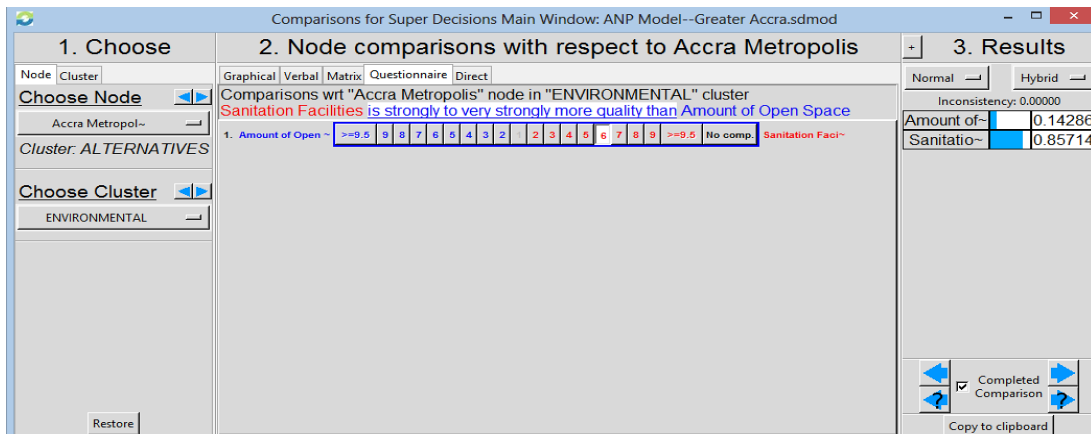 Comparisons for Super Decisions Main Window: ANP Model--Greater Accra.sdmod
1. Choose
2. Node comparisons with respect to Accra Metropolis
+ 3. Results
Node Cluster
Graphical Verbal Matrix Questionnaire Direct
Normal Hybrid
Choose Node
Comparisons wrt "Accra Metropolis" node in "ENVIRONMENTAL" cluster
Sanitation Facilities is strongly to very strongly more quality than Amount of Open Space
Inconsistency: 0.00000
Accra Metropol~
1. Amount of Open ~ >=9.5 9 8 7 6 5 4 3 2 1 2 3 4 5 6 7 8 9 >=9.5 No comp. Sanitation Faci~
Amount of~ 0.14286
Sanitatio~ 0.85714
Cluster: ALTERNATIVES
Choose Cluster
ENVIRONMENTAL
Completed
Comparison
? ?
Restore
Copy to clipboard